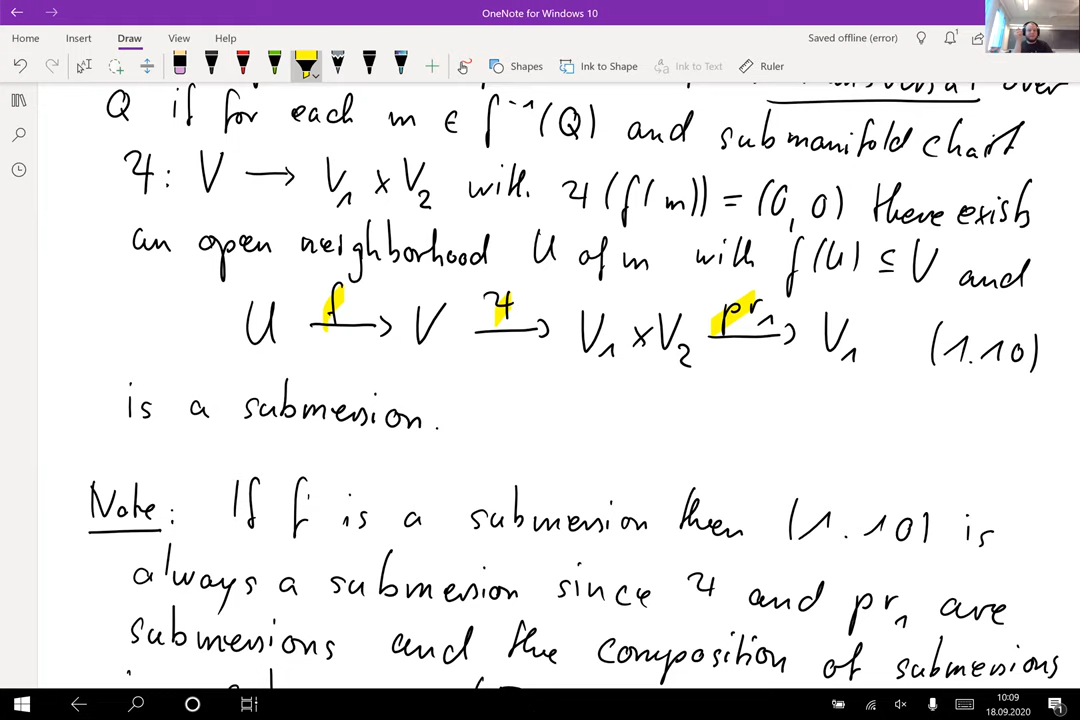 OneNote for Windows 10
Home Insert Draw View Help Saved offline (error)
Shapes Ink to Shape Ink to Text Ruler
over
Q if for each m ∈ f⁻¹(Q) and submanifold chart
ψ: V → V₁ × V₂ with ψ(f(m)) = (0,0) there exists
an open neighborhood U of m with f(U) ⊆ V and
f ψ pr₁
U → V → V₁ × V₂ → V₁ (1.10)
is a submersion.
Note: If f is a submersion then (1.10) is
always a submersion since ψ and pr₁ are
submersions and the composition of submersions
10:09
18.09.2020